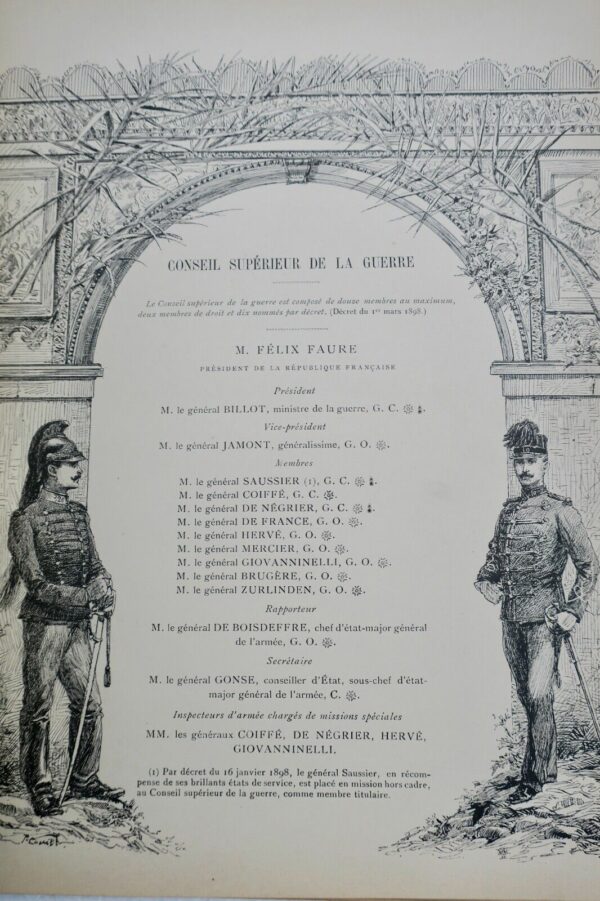 CONSEIL SUPÉRIEUR DE LA GUERRE
Le Conseil supérieur de la guerre est composé de douze membres au maximum,
deux membres de droit et dix nommés par décret. (Décret du 1er mars 1898.)
M. FÉLIX FAURE
PRÉSIDENT DE LA RÉPUBLIQUE FRANÇAISE
Président
M. le général BILLOT, ministre de la guerre, G. C.
Vice-président
M. le général JAMONT, généralissime, G. O.
Membres
M. le général SAUSSIER (1), G. C.
M. le général COIFFÉ, G. C.
M. le général DE NÉGRIER, G. C.
M. le général DE FRANCE, G. O.
M. le général HERVÉ, G. O.
M. le général MERCIER, G. O.
M. le général GIOVANNINELLI, G. O.
M. le général BRUGÈRE, G. O.
M. le général ZURLINDEN, G. O.
Rapporteur
M. le général DE BOISDEFFRE, chef d'état-major général
de l'armée, G. O.
Secrétaire
M. le général GONSE, conseiller d'État, sous-chef d'état-
major général de l'armée, C.
Inspecteurs d'armée chargés de missions spéciales
MM. les généraux COIFFÉ, DE NÉGRIER, HERVÉ,
GIOVANNINELLI.
(1) Par décret du 16 janvier 1898, le général Saussier, en récom-
pense de ses brillants états de service, est placé en mission hors cadre,
au Conseil supérieur de la guerre, comme membre titulaire.